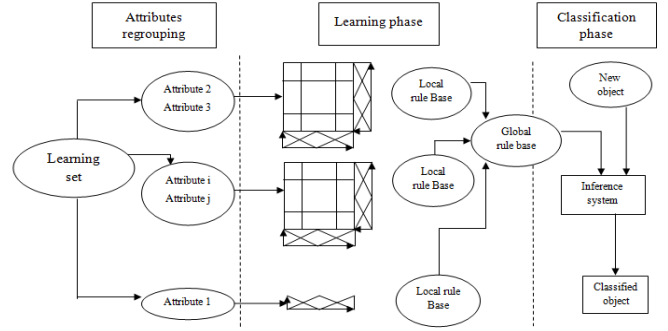 Attributes
regrouping
Learning phase
Classification
phase
Attribute 2
Attribute 3
Local
rule Base
New
object
Learning
set
Global
rule base
Attribute i
Attribute j
Local
rule Base
Inference
system
Attribute 1
Local rule
Base
Classified
object